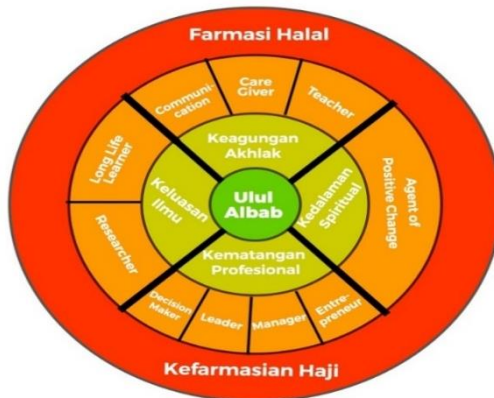 Farmasi Halal
Communi-
cation
Care
Giver
Teacher
Long Life
Learner
Researcher
Agent of
Positive Change
Keagungan
Akhlak
Keluasan
Ilmu
Ulul
Albab
Kedalaman
Spiritual
Kematangan
Profesional
Decision
Maker
Leader
Manager
Entre-
preneur
Kefarmasian Haji